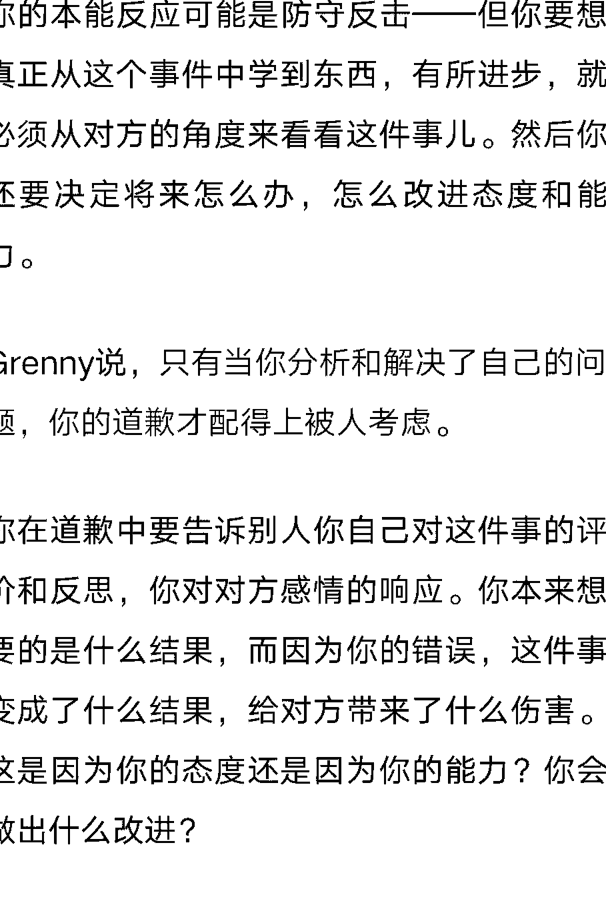 你的本能反应可能是防守反击——但你要想
真正从这个事件中学到东西，有所进步，就
必须从对方的角度来看看这件事儿。然后你
还要决定将来怎么办，怎么改进态度和能
力。
Grenny说，只有当你分析和解决了自己的问
题，你的道歉才配得上被人考虑。
你在道歉中要告诉别人你自己对这件事的评
价和反思，你对对方感情的响应。你本来想
要的是什么结果，而因为你的错误，这件事
变成了什么结果，给对方带来了什么伤害。
这是因为你的态度还是因为你的能力？你会
做出什么改进？